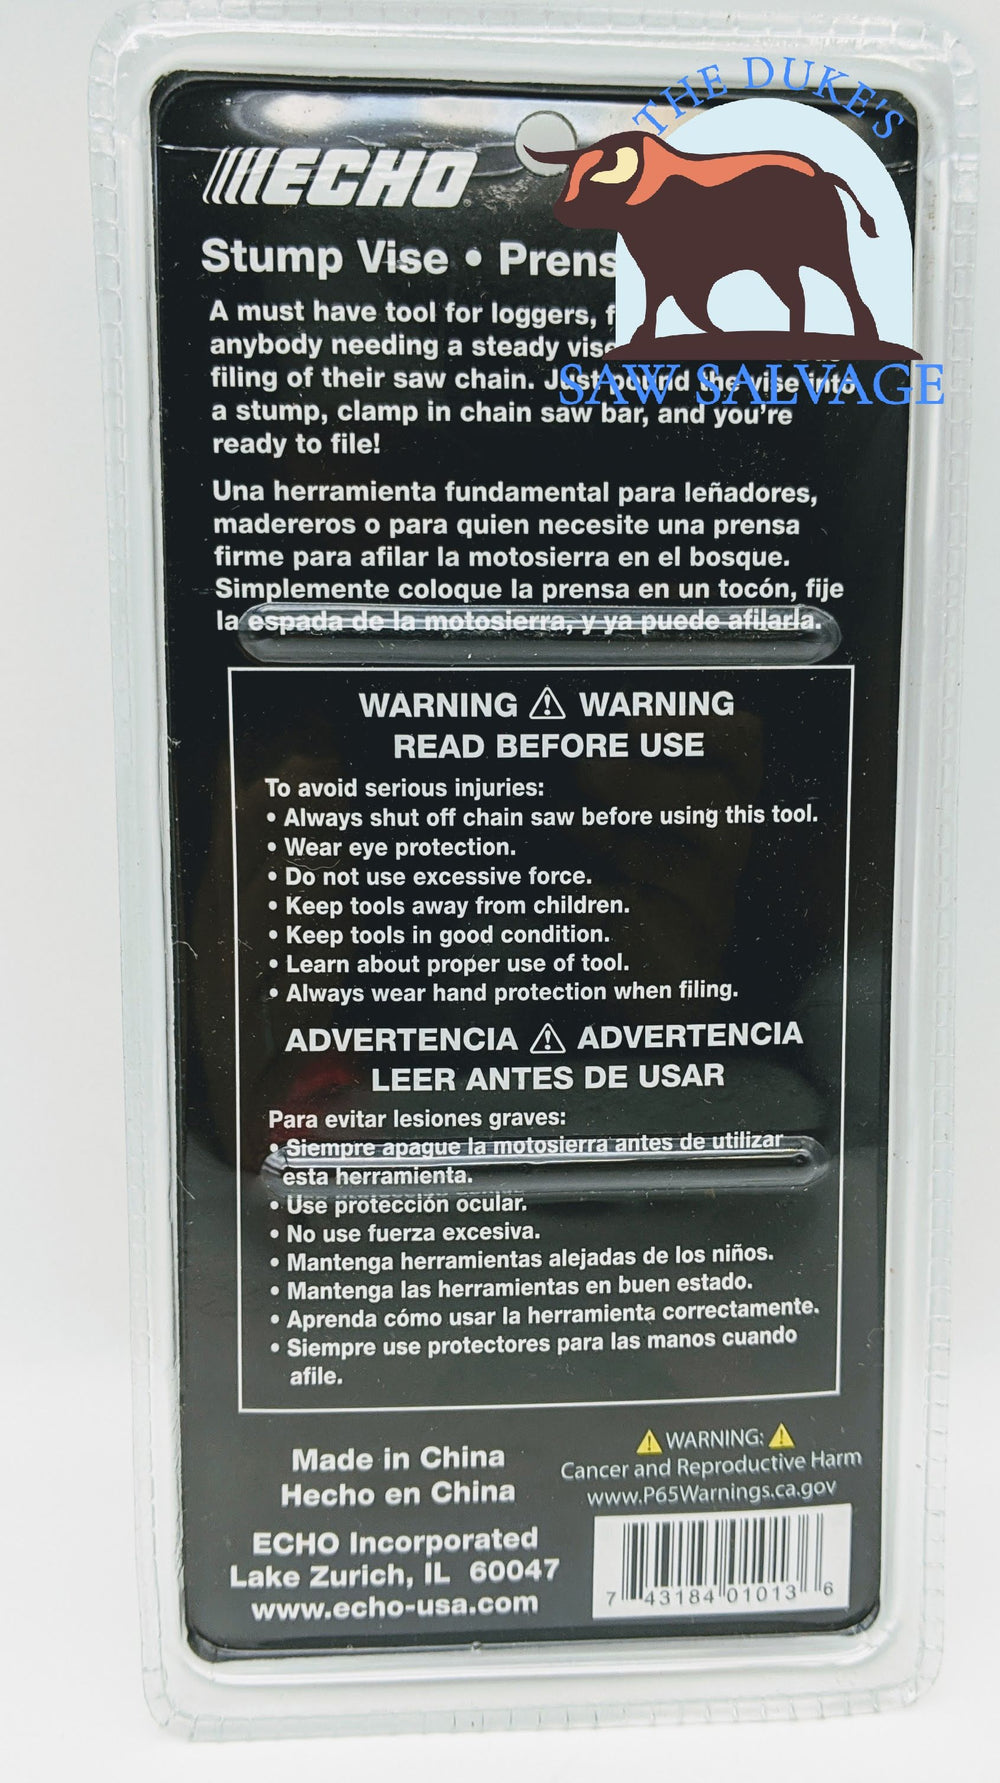 THE DUKE'S
SAW SALVAGE
ECHO
Stump Vise •
A must have tool for loggers,
anybody needing a steady vise
filing of their saw chain. Just pound the vise into
a stump, clamp in chain saw bar, and you're
ready to file!
Una herramienta fundamental para leñadores,
madereros o para quien necesite una prensa
firme para afilar la motosierra en el bosque.
Simplemente coloque la prensa en un tocón, fije
la espada de la motosierra, y ya puede afilarla.
WARNING ⚠ WARNING
READ BEFORE USE
To avoid serious injuries:
• Always shut off chain saw before using this tool.
• Wear eye protection.
• Do not use excessive force.
• Keep tools away from children.
• Keep tools in good condition.
• Learn about proper use of tool.
• Always wear hand protection when filing.
ADVERTENCIA ⚠ ADVERTENCIA
LEER ANTES DE USAR
Para evitar lesiones graves:
• Siempre apague la motosierra antes de utilizar
esta herramienta.
• Use protección ocular.
• No use fuerza excesiva.
• Mantenga herramientas alejadas de los niños.
• Mantenga las herramientas en buen estado.
• Aprenda cómo usar la herramienta correctamente.
• Siempre use protectores para las manos cuando
afile.
Made in China
Hecho en China
ECHO Incorporated
Lake Zurich, IL 60047
www.echo-usa.com
⚠ WARNING: ⚠
Cancer and Reproductive Harm
www.P65Warnings.ca.gov
7 43184 01013 6